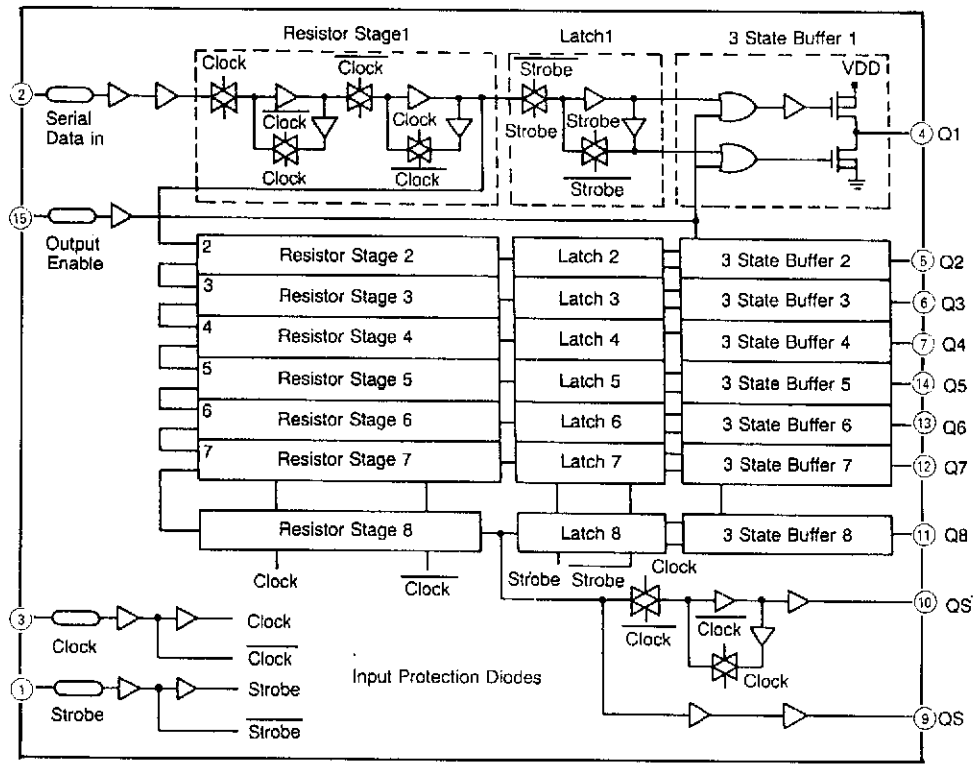 Resistor Stage1
Latch1
3 State Buffer 1
Clock
Clock
Strobe
VDD
2
Serial
Data in
Clock
Clock
Strobe
Strobe
4 Q1
Clock
Clock
Strobe
15
Output
Enable
2 Resistor Stage 2 Latch 2 3 State Buffer 2 5 Q2
3 Resistor Stage 3 Latch 3 3 State Buffer 3 6 Q3
4 Resistor Stage 4 Latch 4 3 State Buffer 4 7 Q4
5 Resistor Stage 5 Latch 5 3 State Buffer 5 14 Q5
6 Resistor Stage 6 Latch 6 3 State Buffer 6 13 Q6
7 Resistor Stage 7 Latch 7 3 State Buffer 7 12 Q7
Resistor Stage 8 Latch 8 3 State Buffer 8 11 Q8
Clock
Clock
Strobe
Strobe
Clock
10 QS
Clock
Clock
Clock
3
Clock
Clock
Clock
Input Protection Diodes
1
Strobe
Strobe
Strobe
9 QS